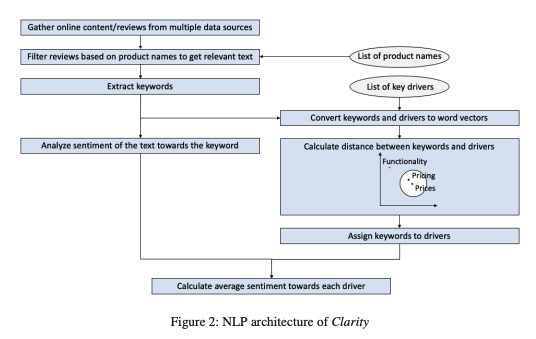 Gather online content/reviews from multiple data sources
Filter reviews based on product names to get relevant text
List of product names
Extract keywords
List of key drivers
Convert keywords and drivers to word vectors
Analyze sentiment of the text towards the keyword
Calculate distance between keywords and drivers
Functionality
Pricing
Prices
Assign keywords to drivers
Calculate average sentiment towards each driver
Figure 2: NLP architecture of Clarity